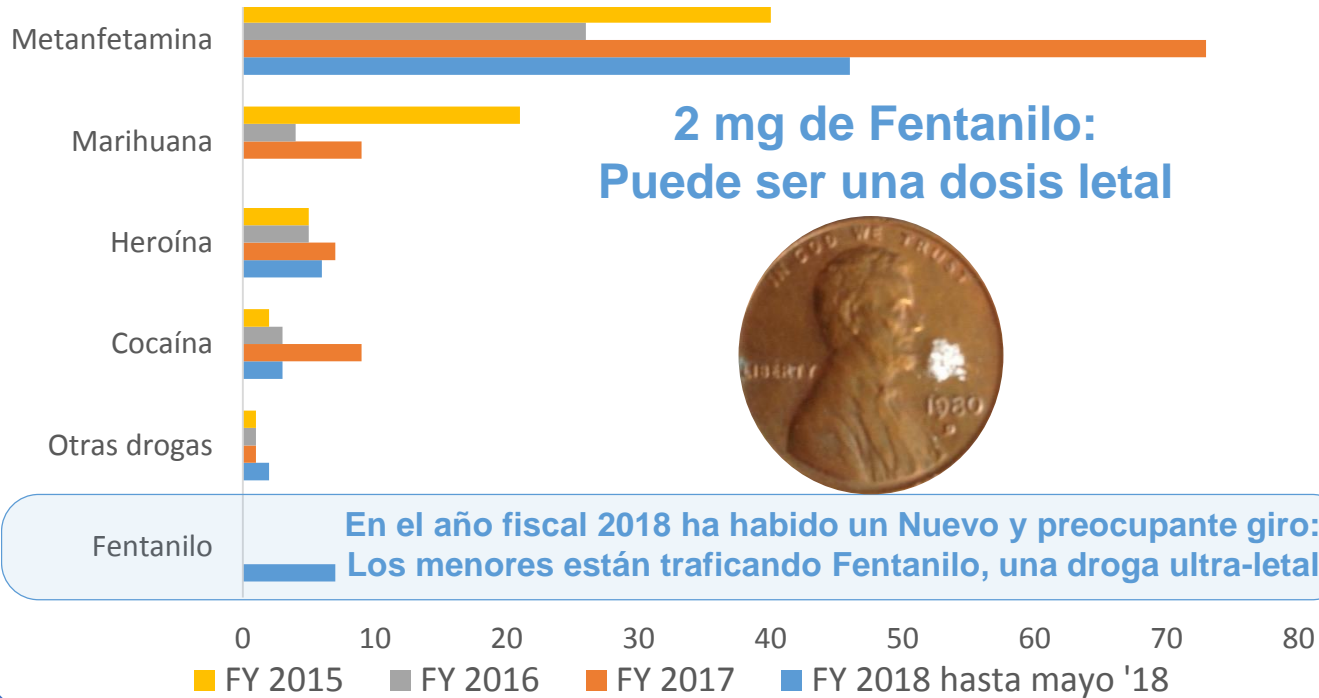 Metanfetamina
Marihuana
2 mg de Fentanilo:
Puede ser una dosis letal
Heroína
IN GOD WE TRUST
LIBERTY
1980
D
Cocaína
Otras drogas
Fentanilo
En el año fiscal 2018 ha habido un Nuevo y preocupante giro:
Los menores están traficando Fentanilo, una droga ultra-letal
0 10 20 30 40 50 60 70 80
FY 2015 FY 2016 FY 2017 FY 2018 hasta mayo '18